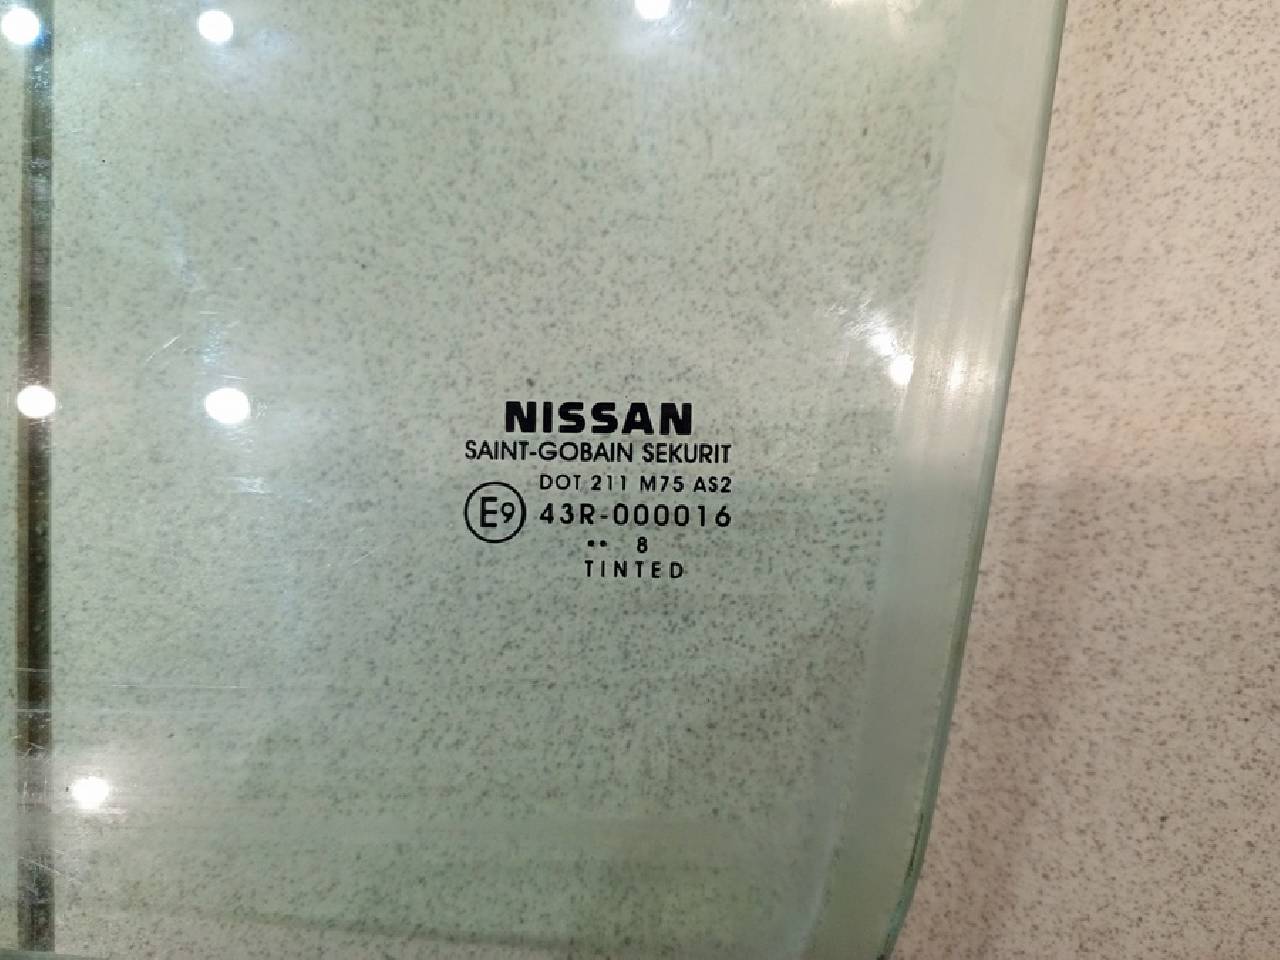 NISSAN
SAINT-GOBAIN SEKURIT
DOT 211 M75 AS2
E9 43R-000016
•• 8
TINTED